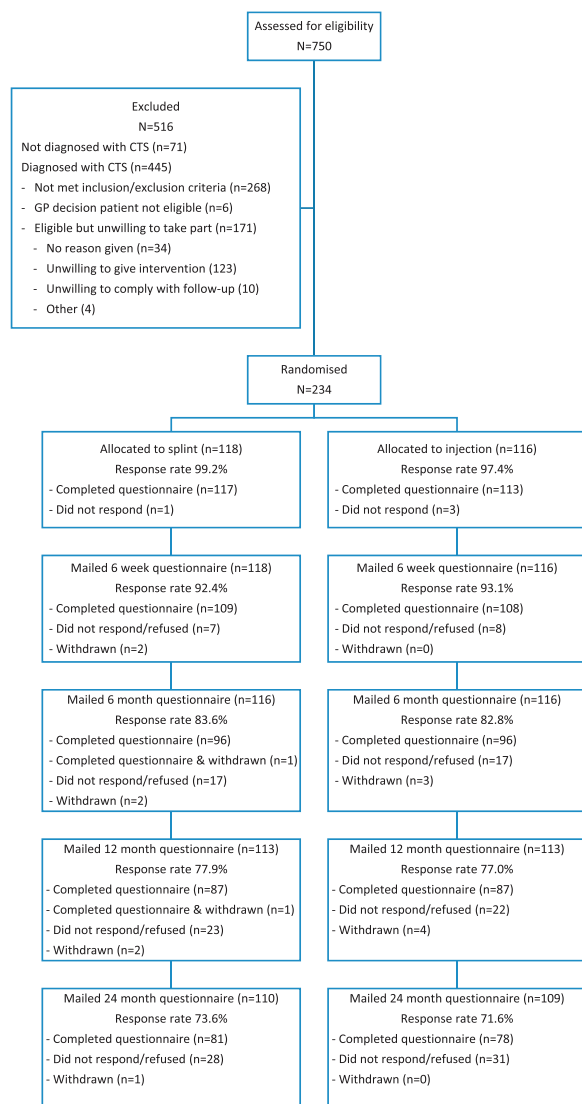 Assessed for eligibility
N=750
Excluded
N=516
Not diagnosed with CTS (n=71)
Diagnosed with CTS (n=445)
- Not met inclusion/exclusion criteria (n=268)
- GP decision patient not eligible (n=6)
- Eligible but unwilling to take part (n=171)
- No reason given (n=34)
- Unwilling to give intervention (123)
- Unwilling to comply with follow-up (10)
- Other (4)
Randomised
N=234
Allocated to splint (n=118)
Response rate 99.2%
- Completed questionnaire (n=117)
- Did not respond (n=1)
Allocated to injection (n=116)
Response rate 97.4%
- Completed questionnaire (n=113)
- Did not respond (n=3)
Mailed 6 week questionnaire (n=118)
Response rate 92.4%
- Completed questionnaire (n=109)
- Did not respond/refused (n=7)
- Withdrawn (n=2)
Mailed 6 week questionnaire (n=116)
Response rate 93.1%
- Completed questionnaire (n=108)
- Did not respond/refused (n=8)
- Withdrawn (n=0)
Mailed 6 month questionnaire (n=116)
Response rate 83.6%
- Completed questionnaire (n=96)
- Completed questionnaire & withdrawn (n=1)
- Did not respond/refused (n=17)
- Withdrawn (n=2)
Mailed 6 month questionnaire (n=116)
Response rate 82.8%
- Completed questionnaire (n=96)
- Did not respond/refused (n=17)
- Withdrawn (n=3)
Mailed 12 month questionnaire (n=113)
Response rate 77.9%
- Completed questionnaire (n=87)
- Completed questionnaire & withdrawn (n=1)
- Did not respond/refused (n=23)
- Withdrawn (n=2)
Mailed 12 month questionnaire (n=113)
Response rate 77.0%
- Completed questionnaire (n=87)
- Did not respond/refused (n=22)
- Withdrawn (n=4)
Mailed 24 month questionnaire (n=110)
Response rate 73.6%
- Completed questionnaire (n=81)
- Did not respond/refused (n=28)
- Withdrawn (n=1)
Mailed 24 month questionnaire (n=109)
Response rate 71.6%
- Completed questionnaire (n=78)
- Did not respond/refused (n=31)
- Withdrawn (n=0)